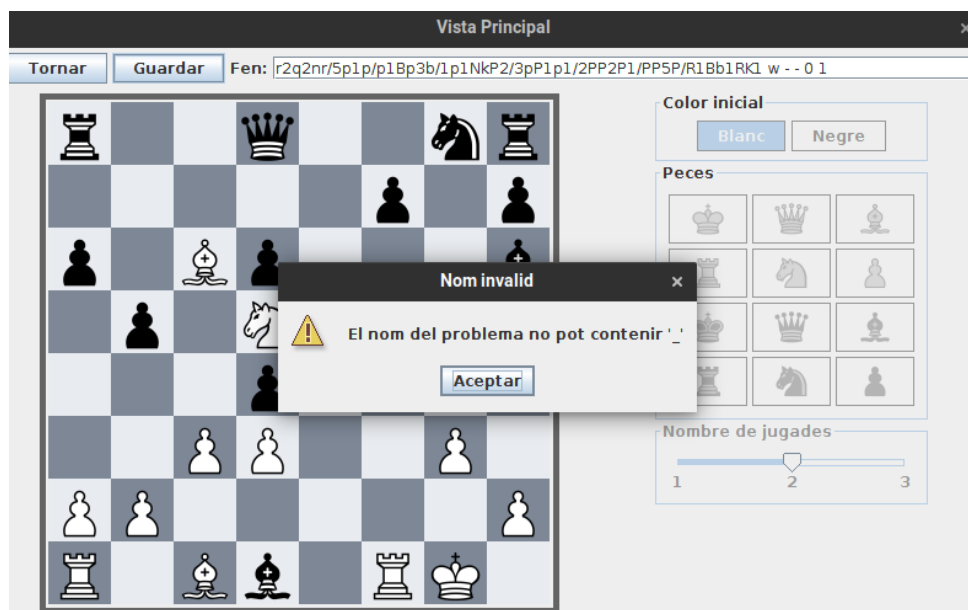 Vista Principal
Tornar
Guardar
Fen: r2q2nr/5p1p/p1Bp3b/1p1NkP2/3pP1p1/2PP2P1/PP5P/R1Bb1RK1 w - - 0 1
Color inicial
Blanc
Negre
Peces
Nom invalid
El nom del problema no pot contenir '_'
Aceptar
Nombre de jugades
1 2 3